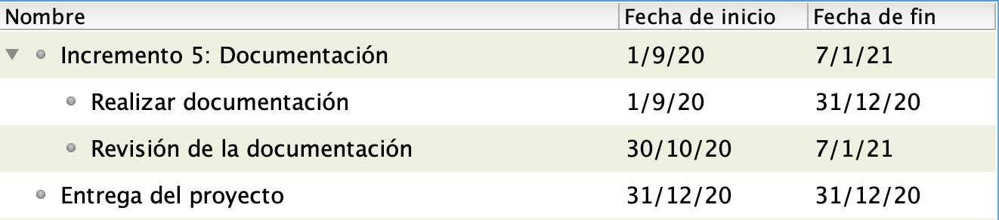 Nombre Fecha de inicio Fecha de fin
Incremento 5: Documentación 1/9/20 7/1/21
Realizar documentación 1/9/20 31/12/20
Revisión de la documentación 30/10/20 7/1/21
Entrega del proyecto 31/12/20 31/12/20